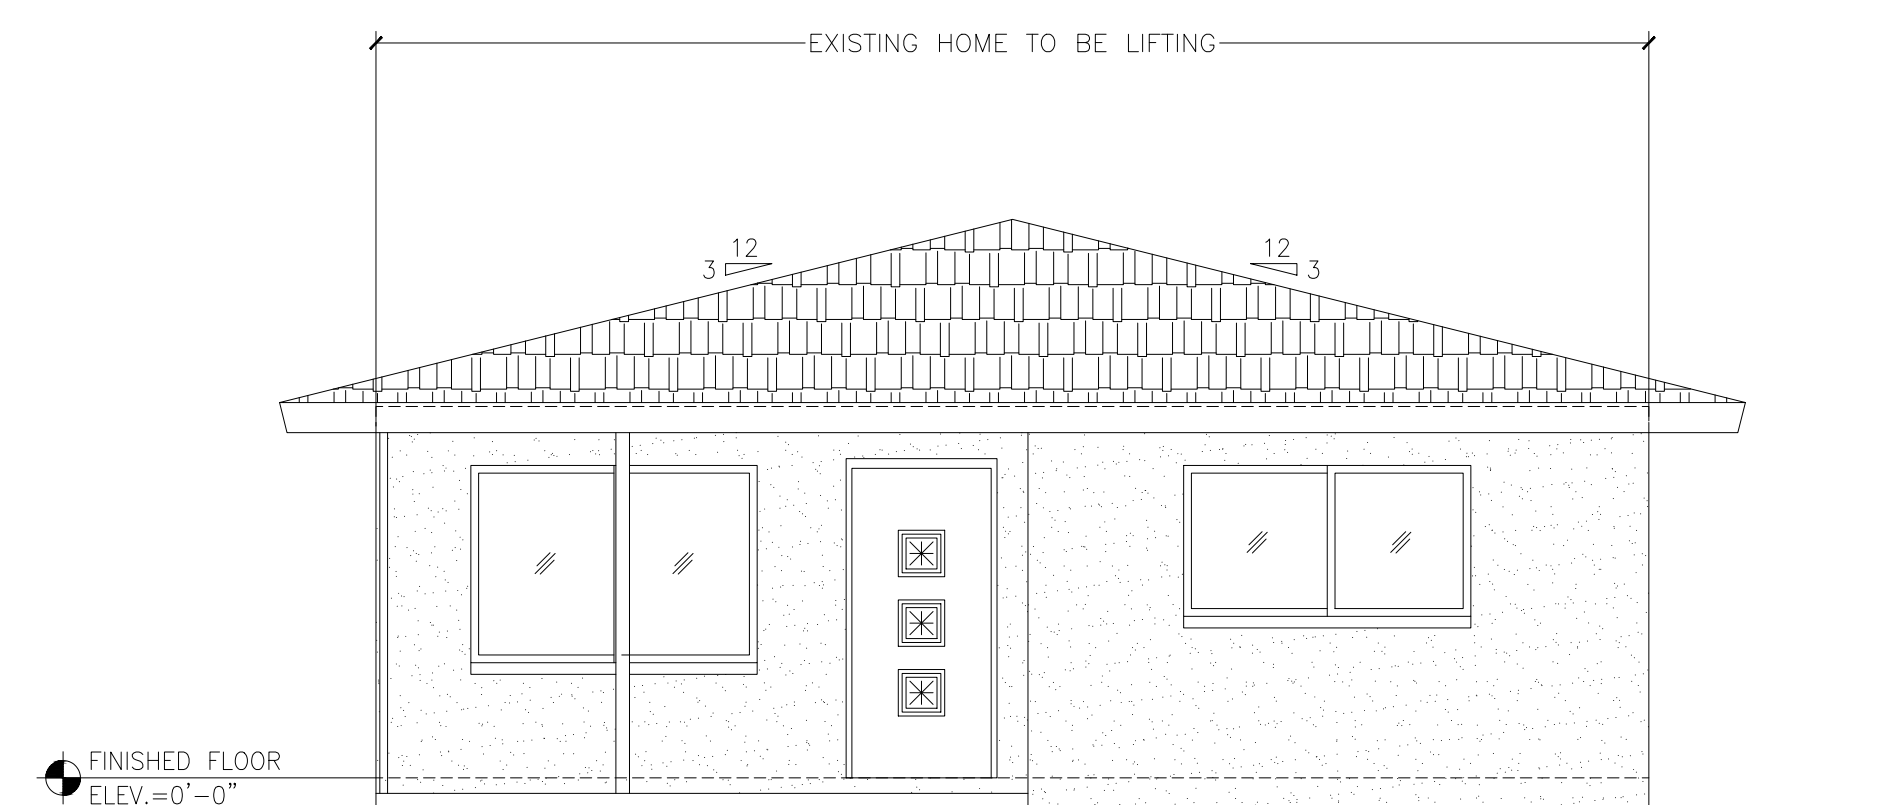 EXISTING HOME TO BE LIFTING
12
3
12
3
FINISHED FLOOR
ELEV.=0'-0"